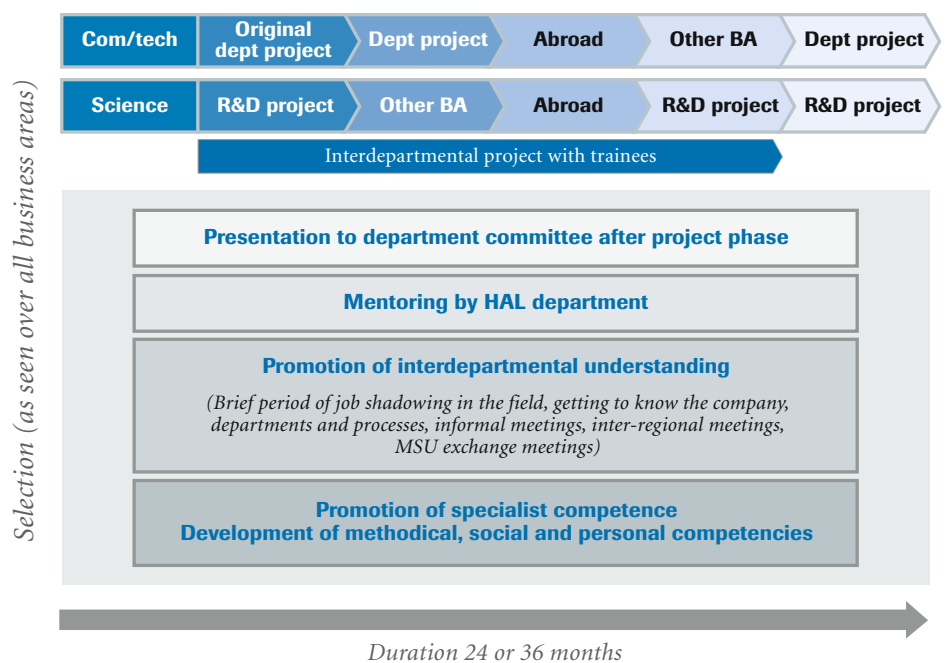 Selection (as seen over all business areas)
Com/tech
Original
dept project
Dept project
Abroad
Other BA
Dept project
Science
R&D project
Other BA
Abroad
R&D project
R&D project
Interdepartmental project with trainees
Presentation to department committee after project phase
Mentoring by HAL department
Promotion of interdepartmental understanding
(Brief period of job shadowing in the field, getting to know the company,
departments and processes, informal meetings, inter-regional meetings,
MSU exchange meetings)
Promotion of specialist competence
Development of methodical, social and personal competencies
Duration 24 or 36 months